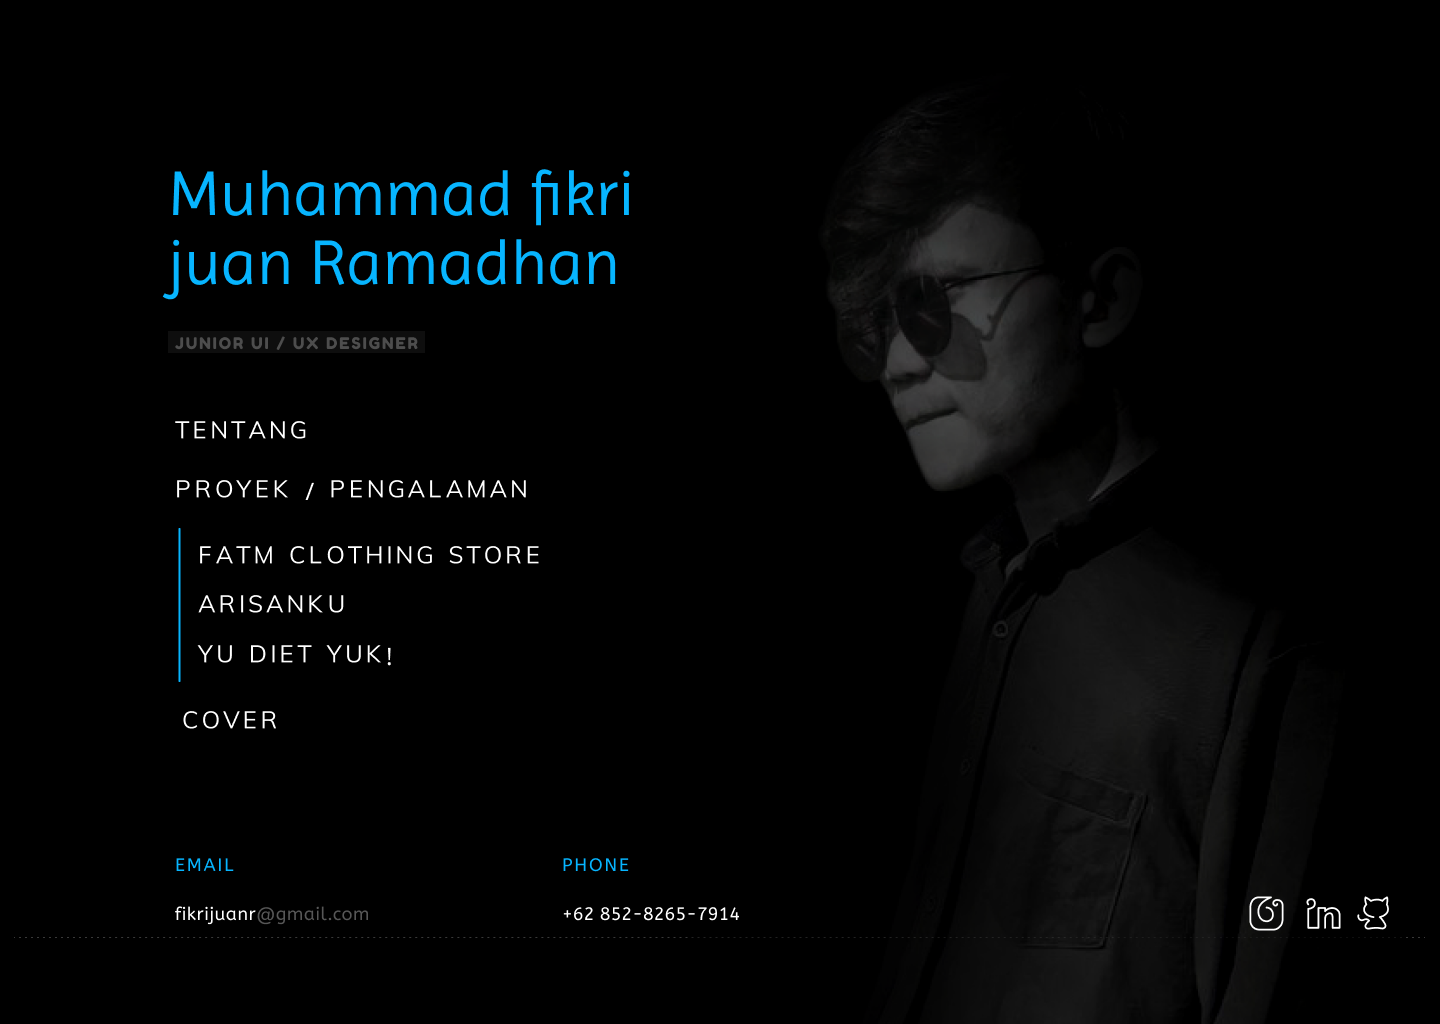 Muhammad fikri
juan Ramadhan
JUNIOR UI / UX DESIGNER
TENTANG
PROYEK / PENGALAMAN
FATM CLOTHING STORE
ARISANKU
YU DIET YUK!
COVER
EMAIL
fikrijuanr@gmail.com
PHONE
+62 852-8265-7914
in